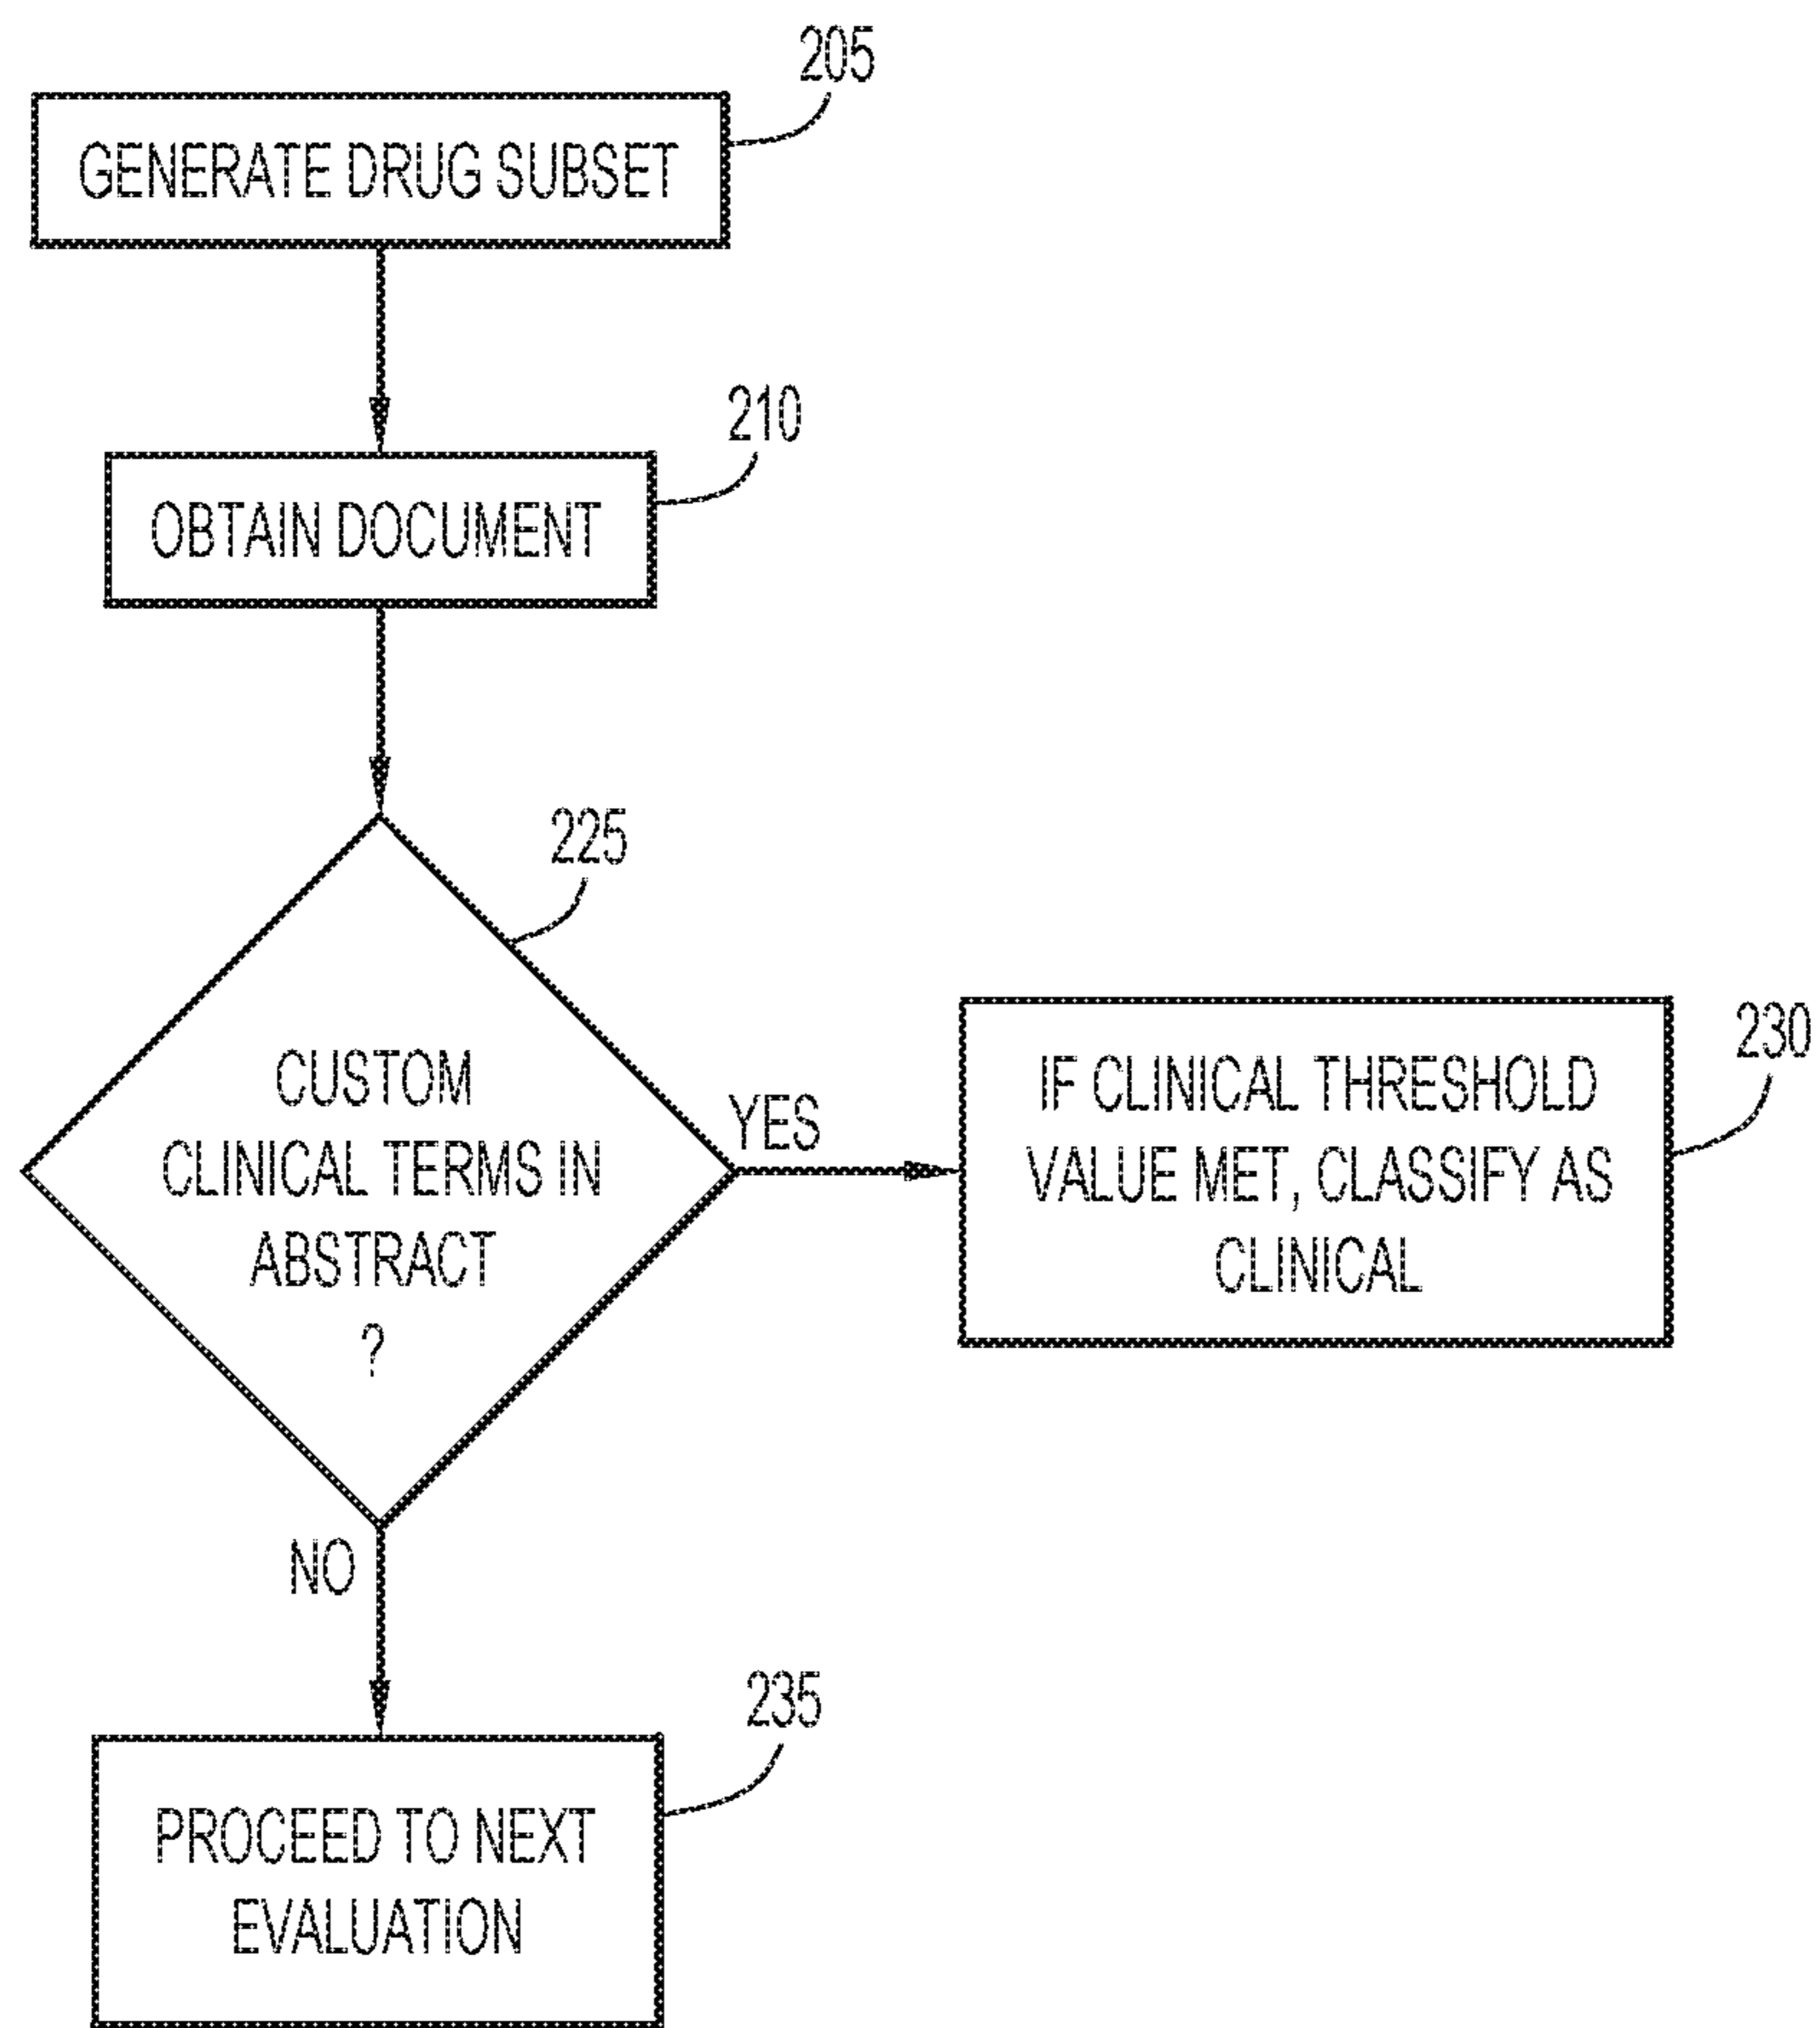 205
GENERATE DRUG SUBSET
210
OBTAIN DOCUMENT
225
CUSTOM
CLINICAL TERMS IN
ABSTRACT
?
YES
230
IF CLINICAL THRESHOLD
VALUE MET, CLASSIFY AS
CLINICAL
NO
235
PROCEED TO NEXT
EVALUATION